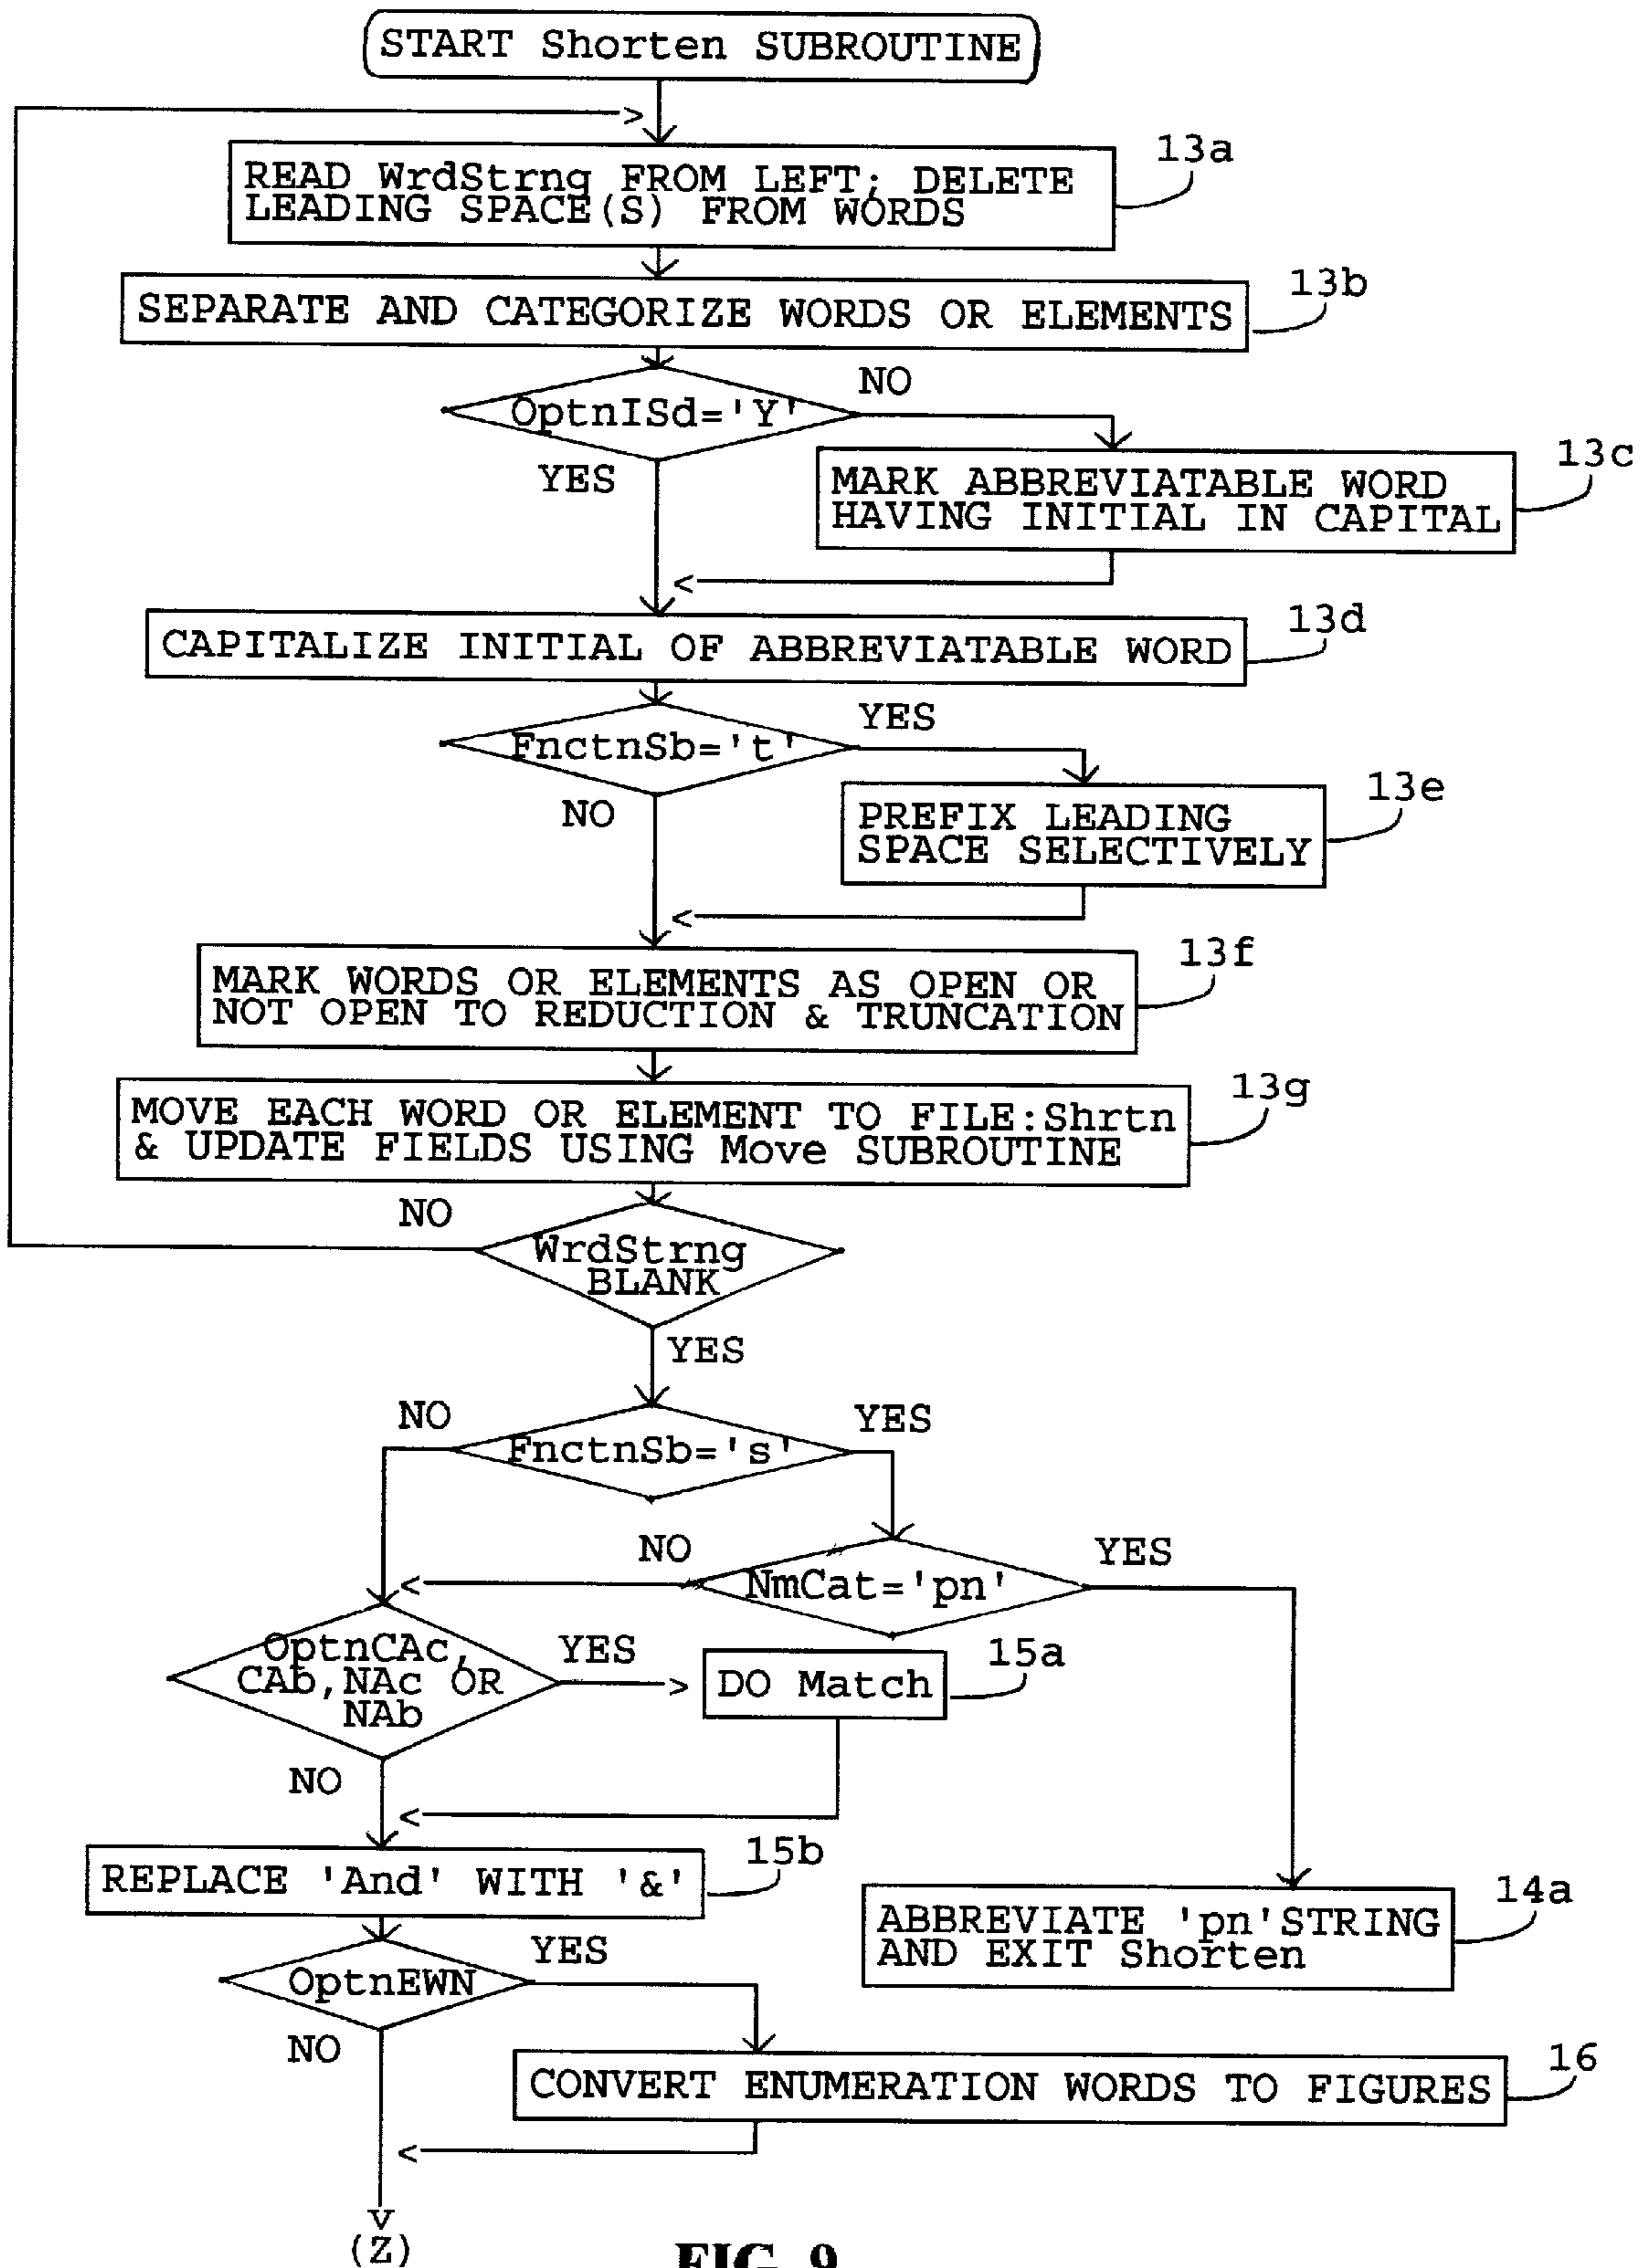 START Shorten SUBROUTINE
>
13a
READ WrdStrng FROM LEFT; DELETE
LEADING SPACE(S) FROM WORDS
13b
SEPARATE AND CATEGORIZE WORDS OR ELEMENTS
NO
OptnISd='Y'
YES
13c
MARK ABBREVIATABLE WORD
HAVING INITIAL IN CAPITAL
<
13d
CAPITALIZE INITIAL OF ABBREVIATABLE WORD
YES
FnctnSb='t'
NO
13e
PREFIX LEADING
SPACE SELECTIVELY
<
13f
MARK WORDS OR ELEMENTS AS OPEN OR
NOT OPEN TO REDUCTION & TRUNCATION
13g
MOVE EACH WORD OR ELEMENT TO FILE:Shrtn
& UPDATE FIELDS USING Move SUBROUTINE
NO
WrdStrng
BLANK
YES
NO
YES
FnctnSb='s'
NO
YES
NmCat='pn'
<
OptnCAc,
CAb,NAc OR
NAb
YES
>
15a
DO Match
NO
<
15b
REPLACE 'And' WITH '&'
14a
ABBREVIATE 'pn'STRING
AND EXIT Shorten
YES
OptnEWN
NO
16
CONVERT ENUMERATION WORDS TO FIGURES
<
v
(Z)
FIG. 9